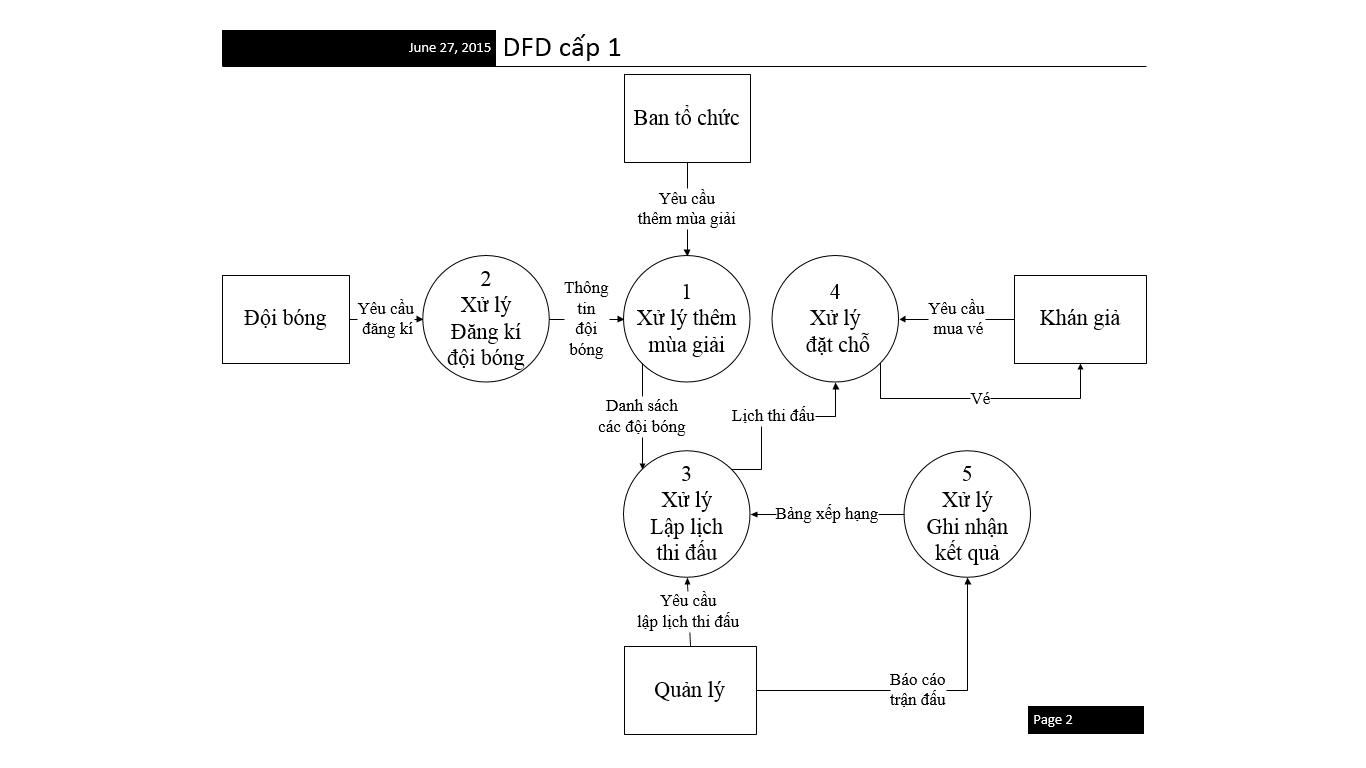 June 27, 2015
DFD cấp 1
Ban tổ chức
Yêu cầu
thêm mùa giải
Đội bóng
Yêu cầu
đăng kí
2
Xử lý
Đăng kí
đội bóng
Thông
tin
đội
bóng
1
Xử lý thêm
mùa giải
4
Xử lý
đặt chỗ
Yêu cầu
mua vé
Khán giả
Vé
Danh sách
các đội bóng
Lịch thi đấu
3
Xử lý
Lập lịch
thi đấu
Bảng xếp hạng
5
Xử lý
Ghi nhận
kết quả
Yêu cầu
lập lịch thi đấu
Quản lý
Báo cáo
trận đấu
Page 2